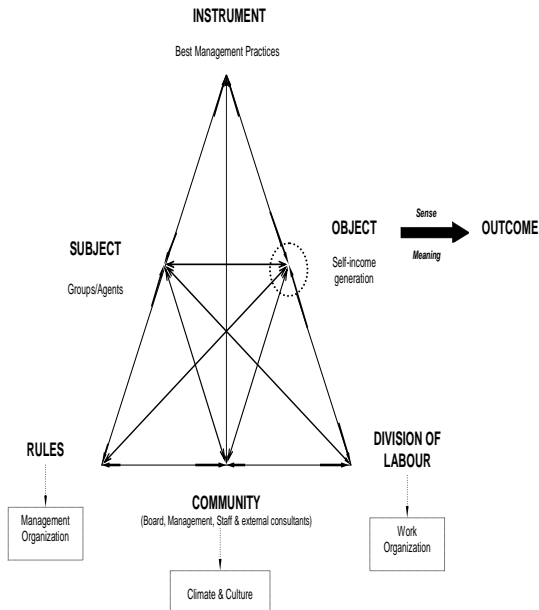 INSTRUMENT
Best Management Practices
SUBJECT
Groups/Agents
OBJECT
Self-income
generation
Sense
Meaning
OUTCOME
RULES
Management
Organization
COMMUNITY
(Board, Management, Staff & external consultants)
Climate & Culture
DIVISION OF
LABOUR
Work
Organization